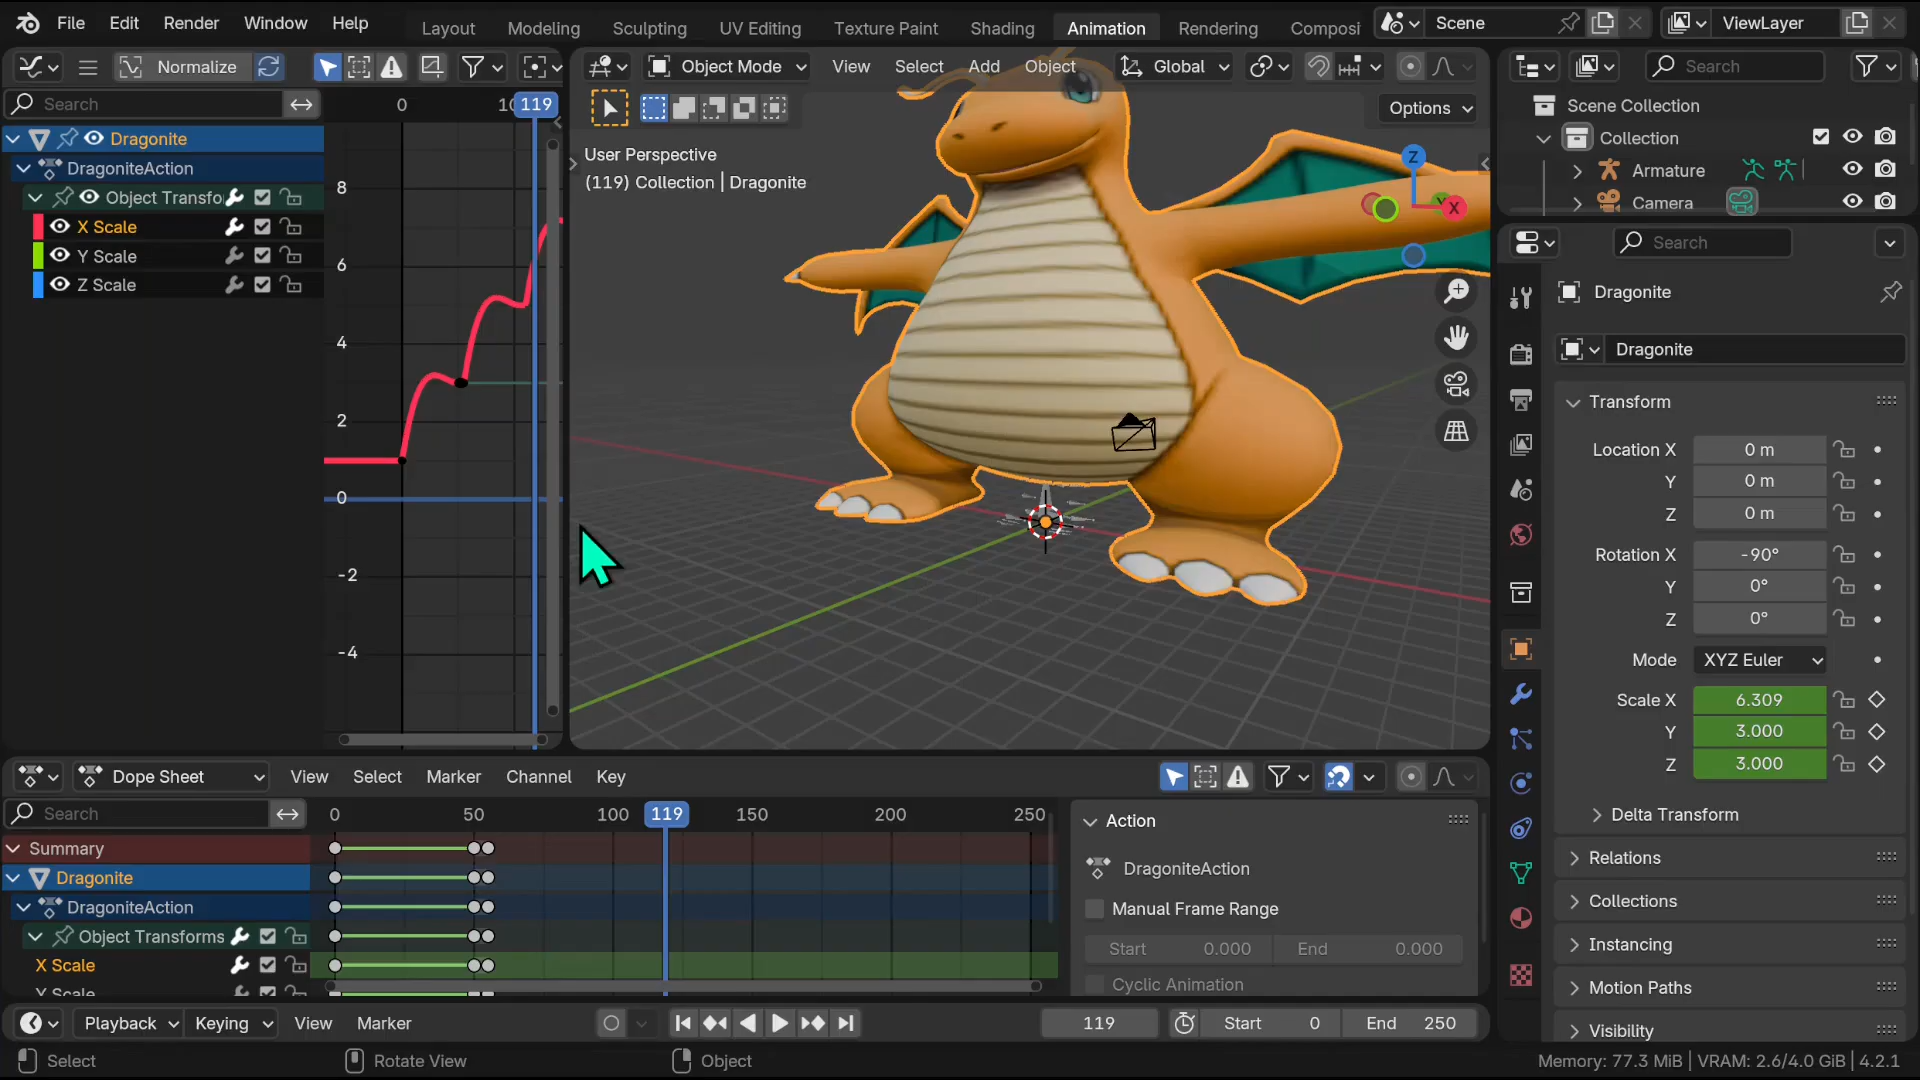 File Edit Render Window Help Layout Modeling Sculpting UV Editing Texture Paint Shading Animation Rendering Composi Scene ViewLayer
Normalize Object Mode View Select Add Object Global Search
Search 0 119 Options
Scene Collection
Dragonite
Collection
User Perspective
DragoniteAction
Armature
(119) Collection | Dragonite
Object Transfo
Camera
X Scale
Y Scale
Z Scale
8
6
4
2
0
-2
-4
Z
X
Search
Dragonite
Dragonite
Transform
Location X 0 m
Y 0 m
Z 0 m
Rotation X -90°
Y 0°
Z 0°
Mode XYZ Euler
Scale X 6.309
Y 3.000
Z 3.000
Delta Transform
Relations
Collections
Instancing
Motion Paths
Visibility
Dope Sheet View Select Marker Channel Key
Search 0 50 100 119 150 200 250
Summary
Dragonite
DragoniteAction
Object Transforms
X Scale
Y Scale
Action
DragoniteAction
Manual Frame Range
Start 0.000 End 0.000
Cyclic Animation
Playback Keying View Marker 119 Start 0 End 250
Select Rotate View Object Memory: 77.3 MiB | VRAM: 2.6/4.0 GiB | 4.2.1